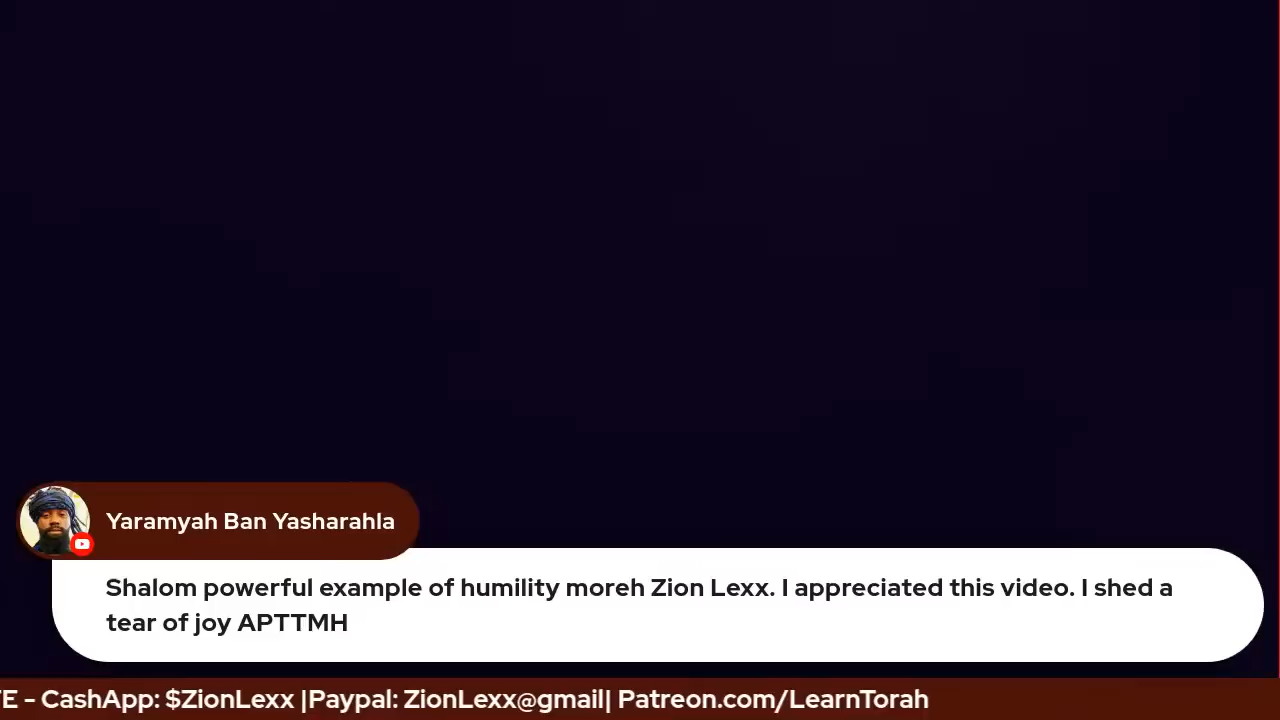 Yaramyah Ban Yasharahla
Shalom powerful example of humility moreh Zion Lexx. I appreciated this video. I shed a
tear of joy APTTMH
E - CashApp: $ZionLexx |Paypal: ZionLexx@gmail| Patreon.com/LearnTorah